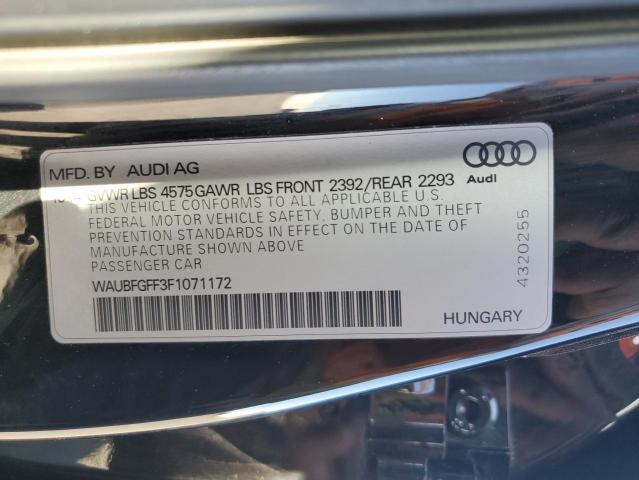 MFD. BY AUDI AG
GVWR LBS 4575 GAWR LBS FRONT 2392/REAR 2293
Audi
THIS VEHICLE CONFORMS TO ALL APPLICABLE U.S.
FEDERAL MOTOR VEHICLE SAFETY, BUMPER AND THEFT
PREVENTION STANDARDS IN EFFECT ON THE DATE OF
MANUFACTURE SHOWN ABOVE
PASSENGER CAR
WAUBFGFF3F1071172
HUNGARY
4320255